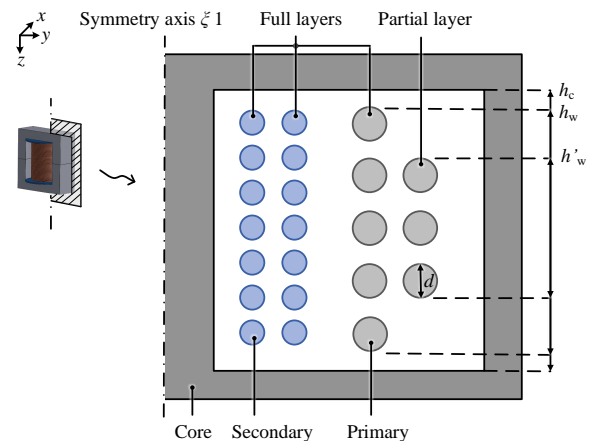 Symmetry axis ξ 1
Full layers
Partial layer
x
y
z
h_c
h_w
h'_w
d
Core
Secondary
Primary